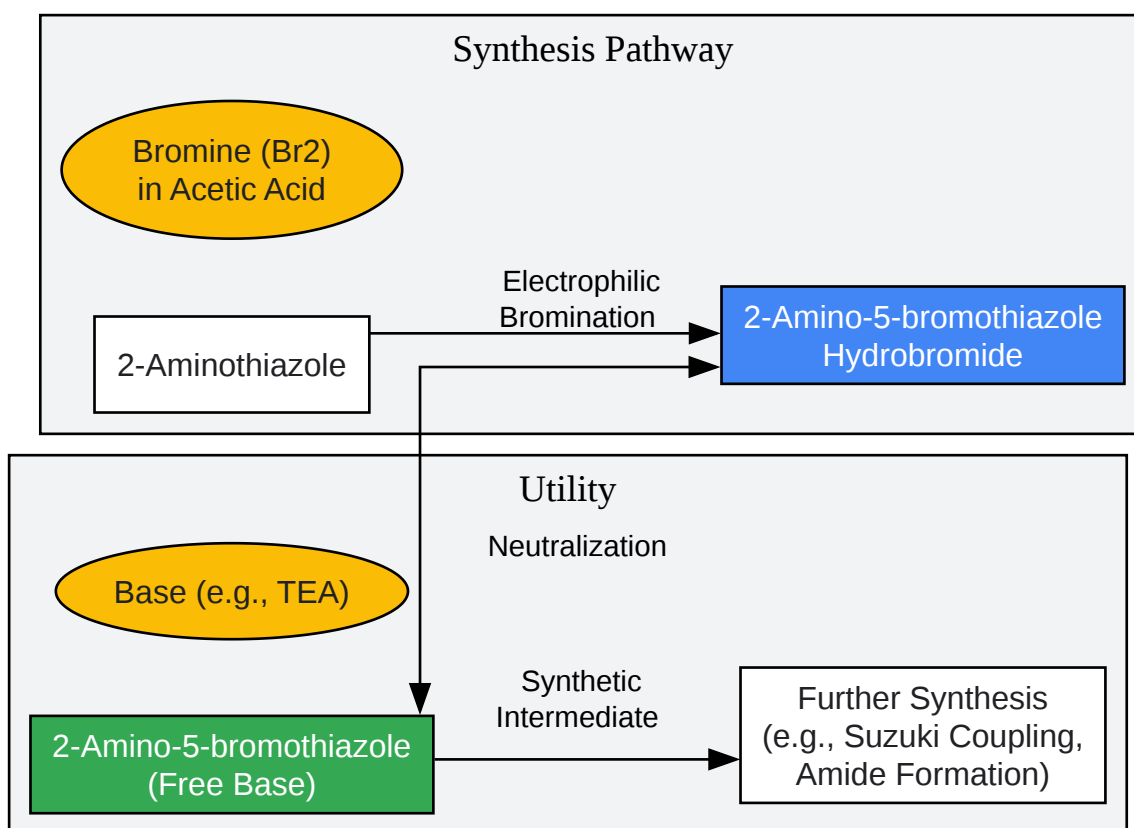 Synthesis Pathway
Bromine (Br2)
in Acetic Acid
Electrophilic
Bromination
2-Aminothiazole
2-Amino-5-bromothiazole
Hydrobromide
Utility
Neutralization
Base (e.g., TEA)
Synthetic
Intermediate
2-Amino-5-bromothiazole
(Free Base)
Further Synthesis
(e.g., Suzuki Coupling,
Amide Formation)